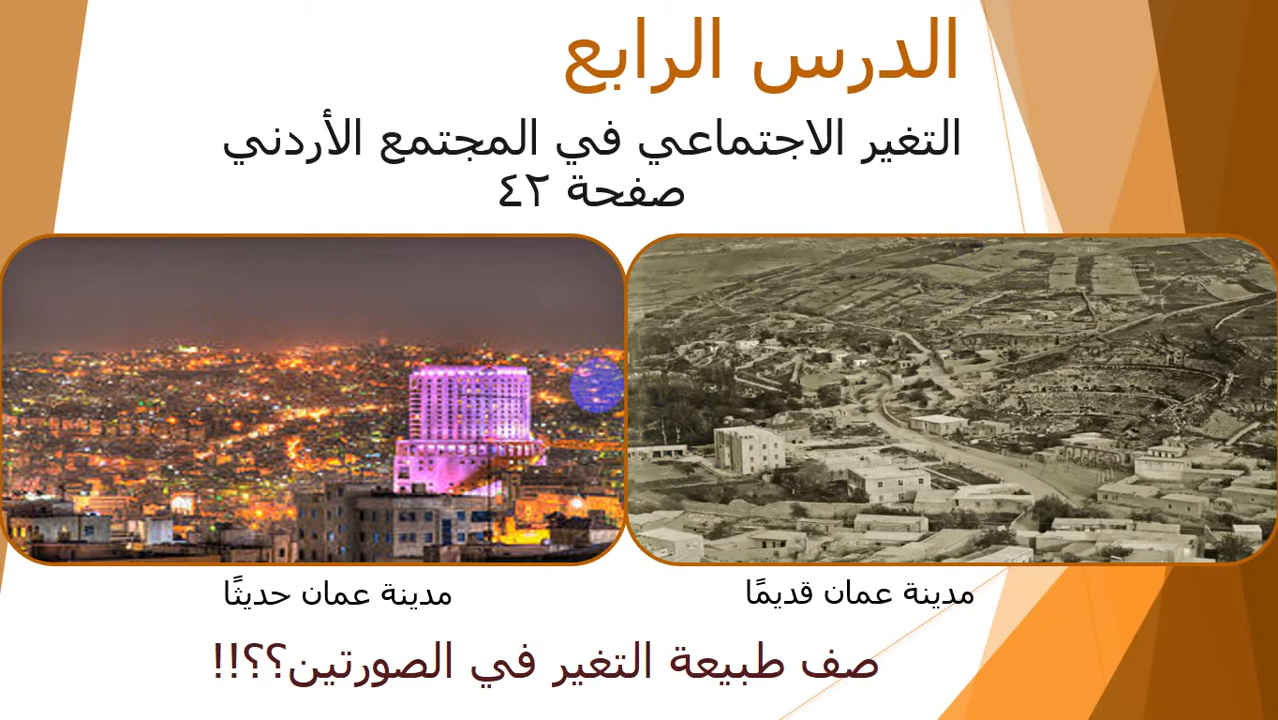 الدرس الرابع
التغير الاجتماعي في المجتمع الأردني
صفحة ٤٢
مدينة عمان قديمًا
مدينة عمان حديثًا
صف طبيعة التغير في الصورتين؟؟!!